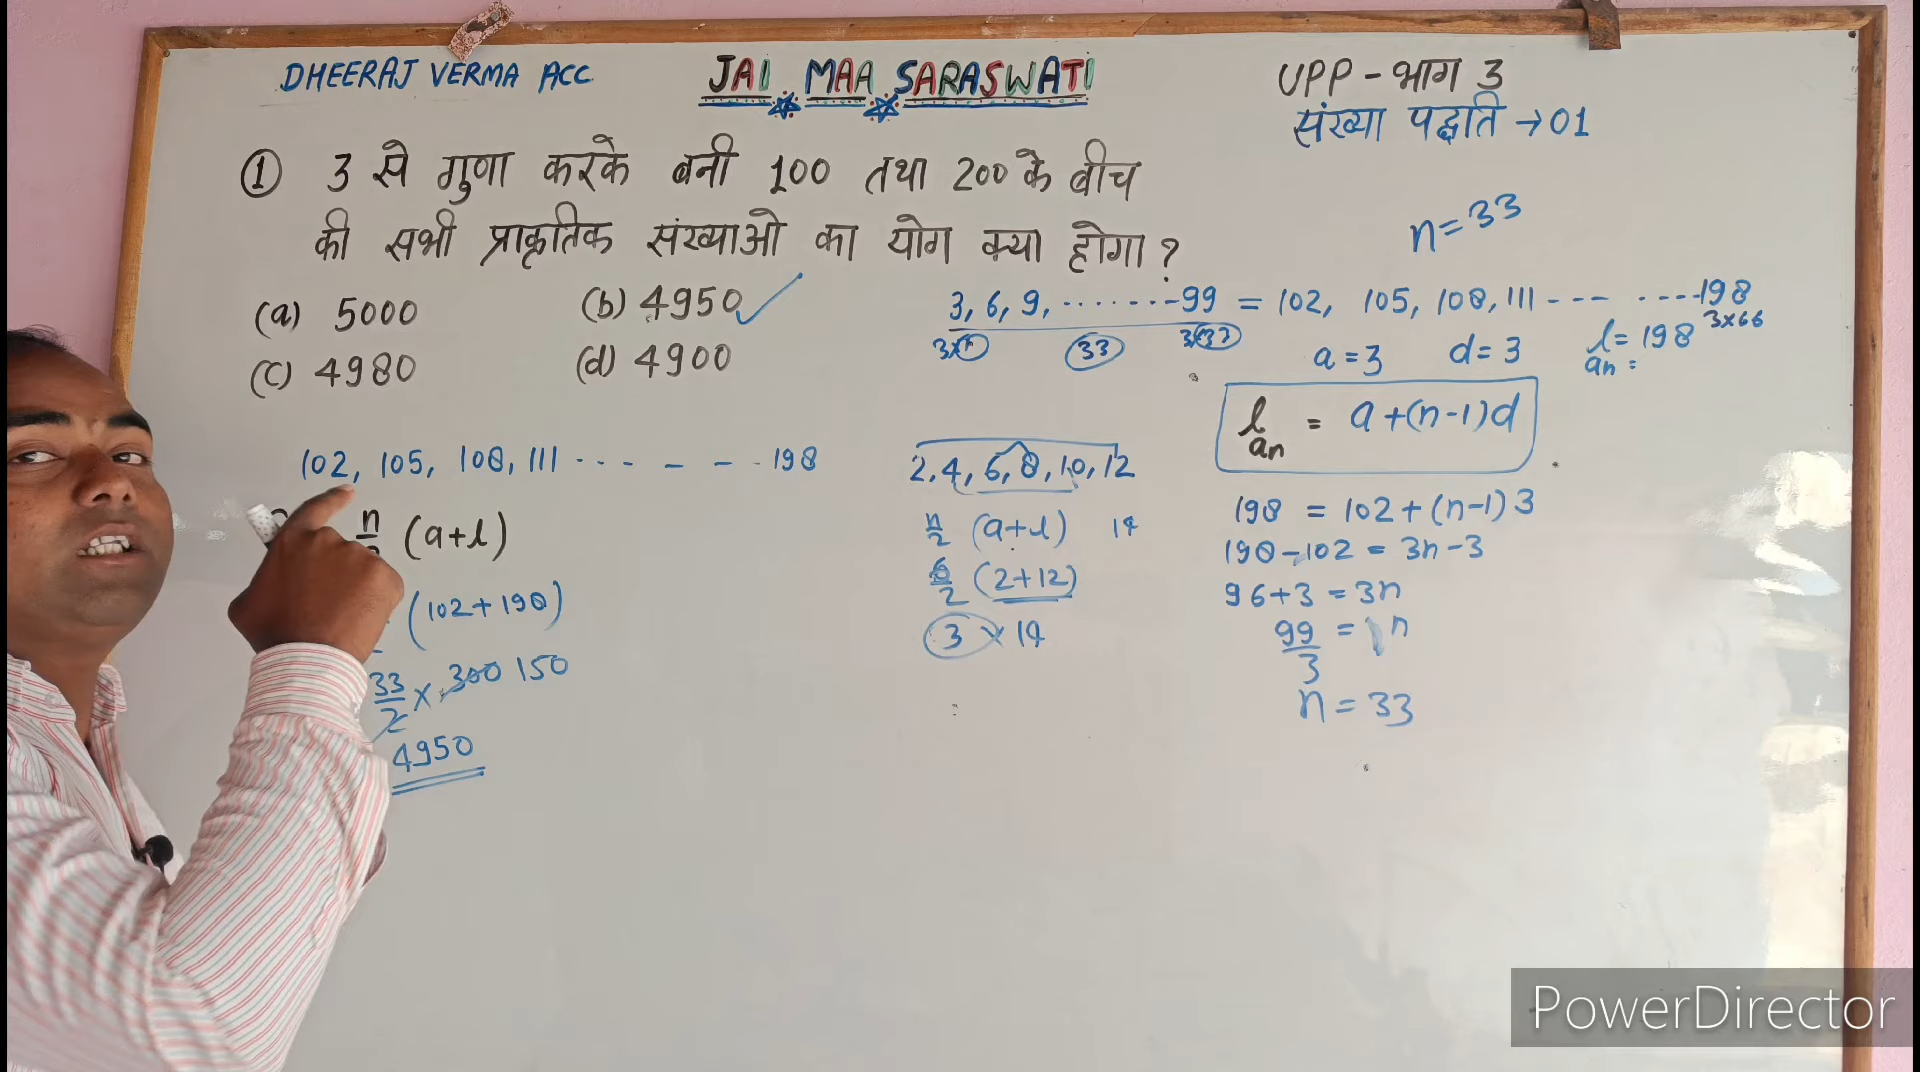 DHEERAJ VERMA ACC
JAI MAA SARASWATI
UPP - भाग 3
संख्या पद्धति → 01
① 3 से गुणा करके बनी 100 तथा 200 के बीच
की सभी प्राकृतिक संख्याओ का योग क्या होगा ?
(a) 5000 (b) 4950 ✓
(c) 4980 (d) 4900
n = 33
3, 6, 9, ······· -99 = 102, 105, 108, 111 --- ---- 198
33
3×66
a = 3 d = 3 l = 198
an =
l = a + (n-1)d
an
102, 105, 108, 111 ··- - - - - 198
n (a+l)
(102 + 198)
33/2 × 300 150
4950
2, 4, 6, 8, 10, 12
n/2 (a+l) 14
6/2 (2+12)
3 × 14
198 = 102 + (n-1) 3
198 - 102 = 3n - 3
96 + 3 = 3n
99/3 = n
n = 33
PowerDirector